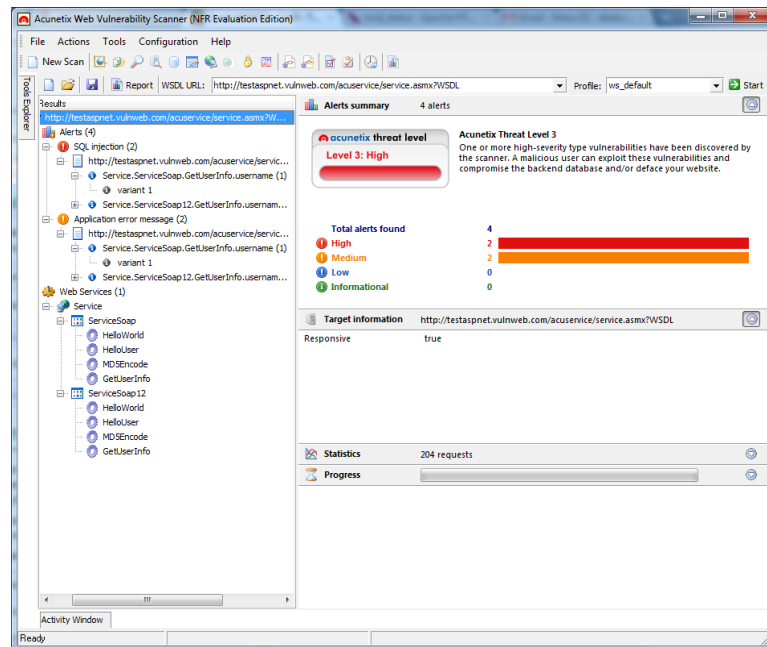 Acunetix Web Vulnerability Scanner (NFR Evaluation Edition)
File Actions Tools Configuration Help
New Scan
Report WSDL URL: http://testaspnet.vulnweb.com/acuservice/service.asmx?WSDL Profile: ws_default Start
Tools Explorer
Results
http://testaspnet.vulnweb.com/acuservice/service.asmx?W...
Alerts (4)
SQL injection (2)
http://testaspnet.vulnweb.com/acuservice/servic...
Service.ServiceSoap.GetUserInfo.username (1)
variant 1
Service.ServiceSoap12.GetUserInfo.usernam...
Application error message (2)
http://testaspnet.vulnweb.com/acuservice/servic...
Service.ServiceSoap.GetUserInfo.username (1)
variant 1
Service.ServiceSoap12.GetUserInfo.usernam...
Web Services (1)
Service
ServiceSoap
HelloWorld
HelloUser
MD5Encode
GetUserInfo
ServiceSoap12
HelloWorld
HelloUser
MD5Encode
GetUserInfo
Alerts summary 4 alerts
acunetix threat level
Level 3: High
Acunetix Threat Level 3
One or more high-severity type vulnerabilities have been discovered by
the scanner. A malicious user can exploit these vulnerabilities and
compromise the backend database and/or deface your website.
Total alerts found 4
High 2
Medium 2
Low 0
Informational 0
Target information http://testaspnet.vulnweb.com/acuservice/service.asmx?WSDL
Responsive true
Statistics 204 requests
Progress
Activity Window
Ready